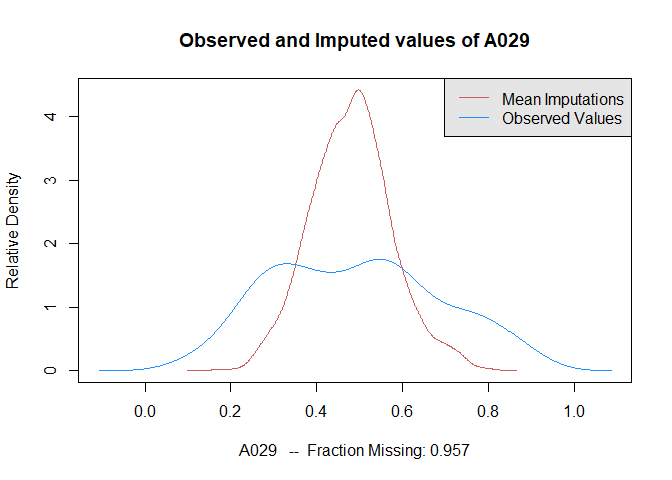 Observed and Imputed values of A029
Mean Imputations
Observed Values
4
3
2
1
0
Relative Density
0.0 0.2 0.4 0.6 0.8 1.0
A029 -- Fraction Missing: 0.957